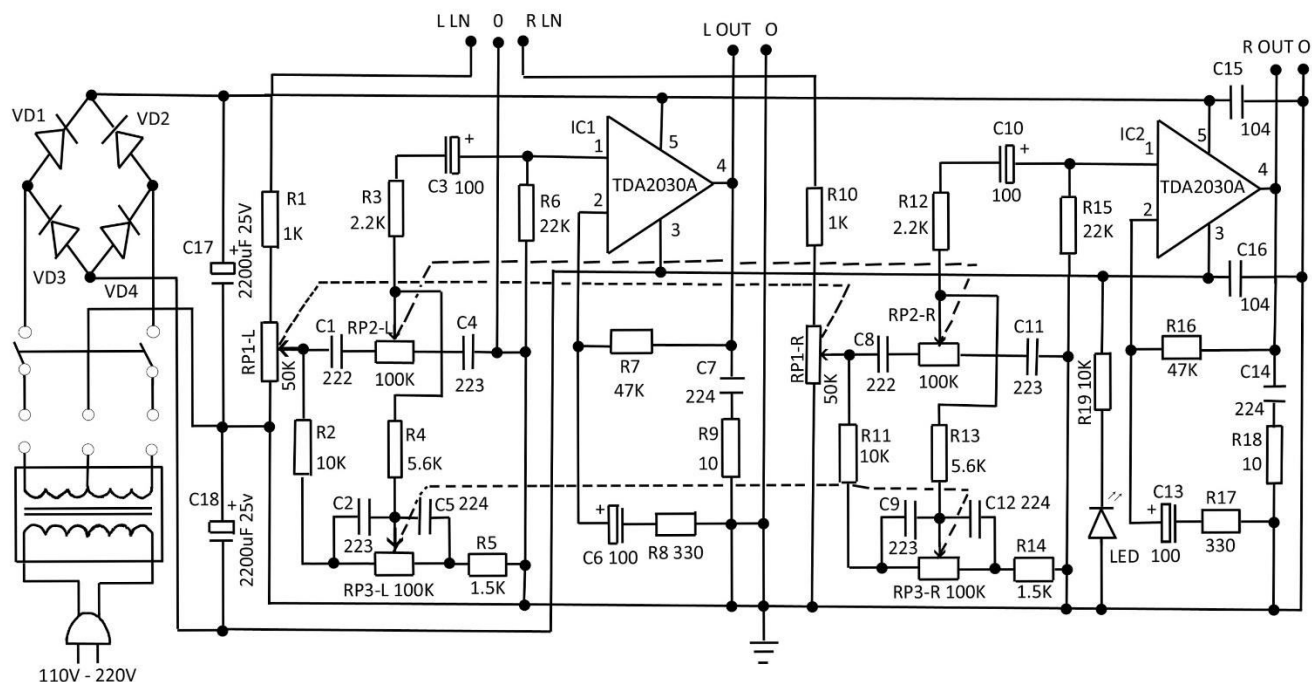 L LN O R LN
L OUT O
R OUT O
C15
104
VD1 VD2
VD3
VD4
C17
+
2200uF 25V
C18
+
2200uF 25v
R1
1K
R3
2.2K
+
C3 100
R6
22K
IC1
1
2
5
4
3
TDA2030A
R10
1K
R12
2.2K
C10
+
100
R15
22K
IC2
1
2
5
4
3
TDA2030A
C16
104
RP1-L
50K
C1
222
RP2-L
100K
C4
223
R7
47K
C7
224
R9
10
RP1-R
50K
C8
222
RP2-R
100K
C11
223
R19 10K
R16
47K
C14
224
R18
10
R2
10K
R4
5.6K
C2
223
C5 224
R5
1.5K
RP3-L 100K
+
C6 100
R8 330
R11
10K
R13
5.6K
C9
223
C12 224
R14
1.5K
RP3-R 100K
LED
C13
+
100
R17
330
110V - 220V